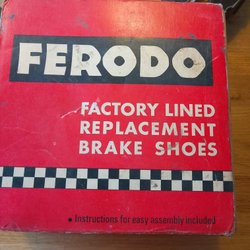 FERODO
FACTORY LINED
REPLACEMENT
BRAKE SHOES
• Instructions for easy assembly included